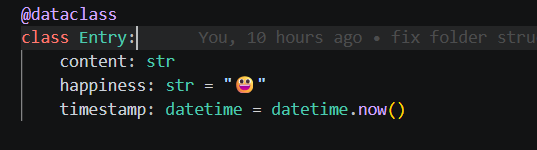 @dataclass
class Entry: You, 10 hours ago • fix folder stru
    content: str
    happiness: str = "😀"
    timestamp: datetime = datetime.now()